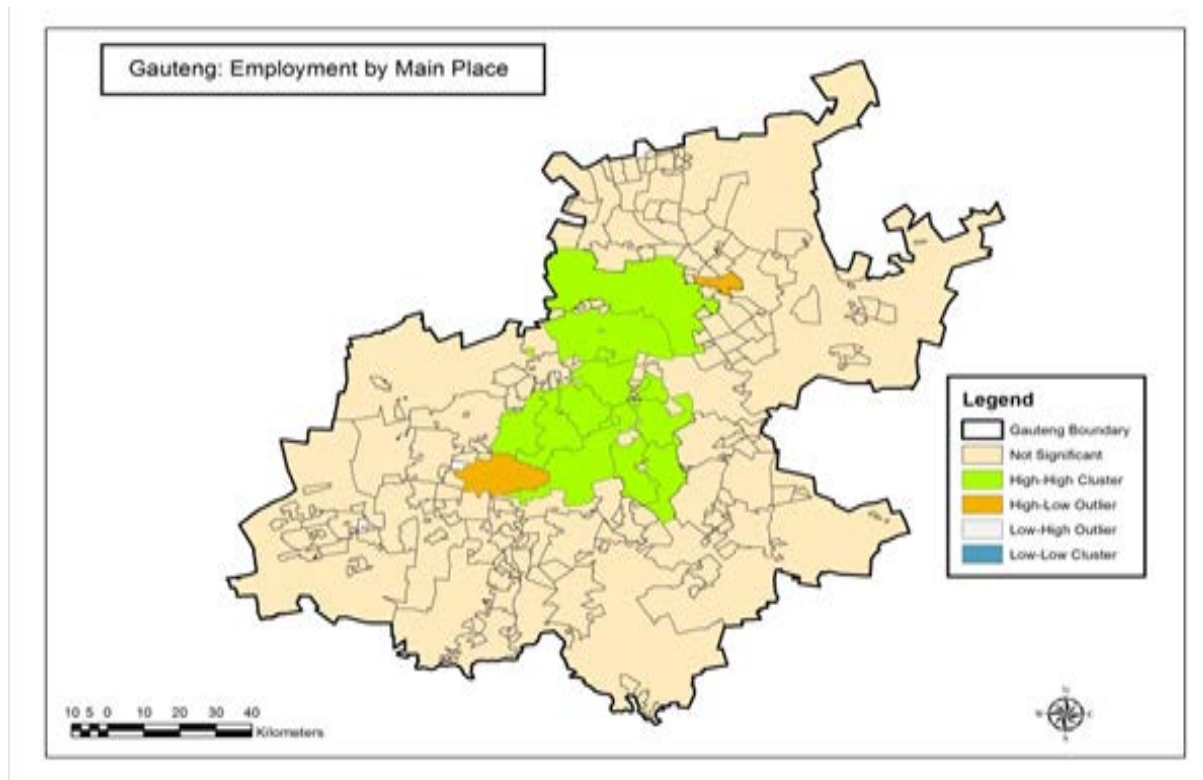 Gauteng: Employment by Main Place
Legend
Gauteng Boundary
Not Significant
High-High Cluster
High-Low Outlier
Low-High Outlier
Low-Low Cluster
10 5 0 10 20 30 40
Kilometers
N
W E
S